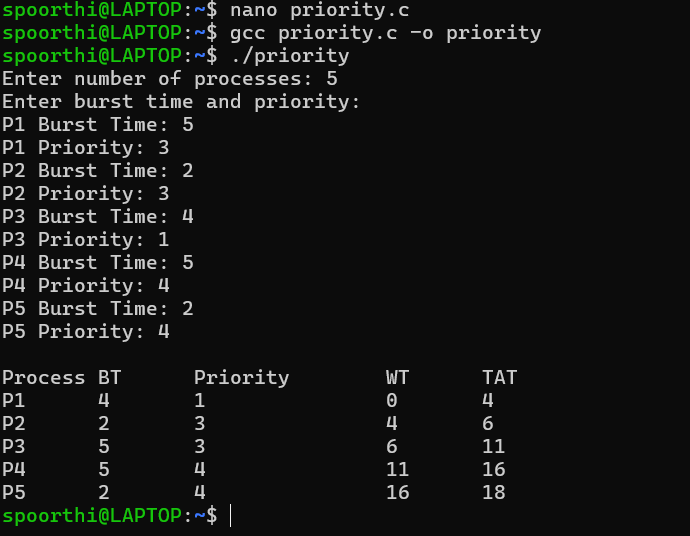 spoorthi@LAPTOP:~$ nano priority.c
spoorthi@LAPTOP:~$ gcc priority.c -o priority
spoorthi@LAPTOP:~$ ./priority
Enter number of processes: 5
Enter burst time and priority:
P1 Burst Time: 5
P1 Priority: 3
P2 Burst Time: 2
P2 Priority: 3
P3 Burst Time: 4
P3 Priority: 1
P4 Burst Time: 5
P4 Priority: 4
P5 Burst Time: 2
P5 Priority: 4

Process BT      Priority        WT      TAT
P1      4       1               0       4
P2      2       3               4       6
P3      5       3               6       11
P4      5       4               11      16
P5      2       4               16      18
spoorthi@LAPTOP:~$